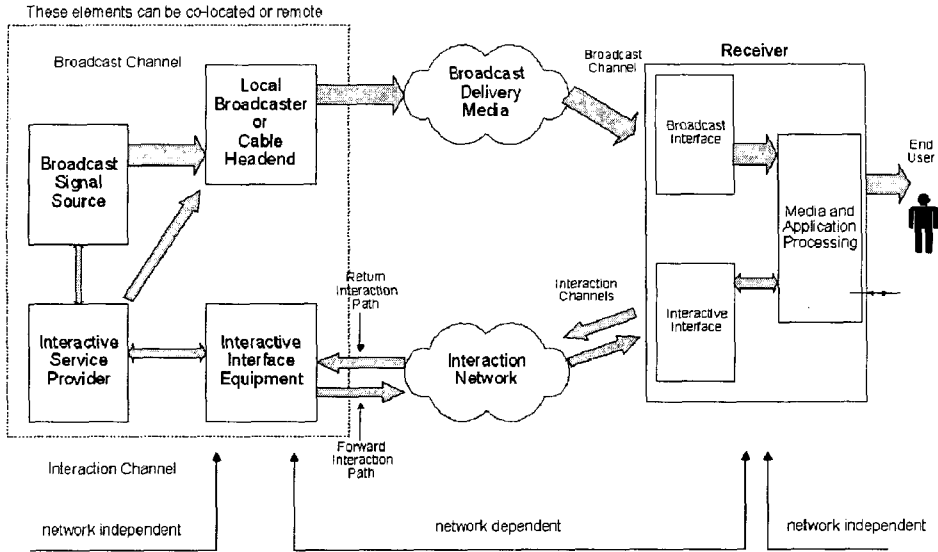 These elements can be co-located or remote
Broadcast Channel
Local
Broadcaster
or
Cable
Headend
Broadcast
Signal
Source
Interactive
Service
Provider
Interactive
Interface
Equipment
Broadcast
Delivery
Media
Broadcast
Channel
Receiver
Broadcast
Interface
Media and
Application
Processing
End
User
Return
Interaction
Path
Interaction
Network
Interaction
Channels
Interactive
Interface
Forward
Interaction
Path
Interaction Channel
network independent
network dependent
network independent